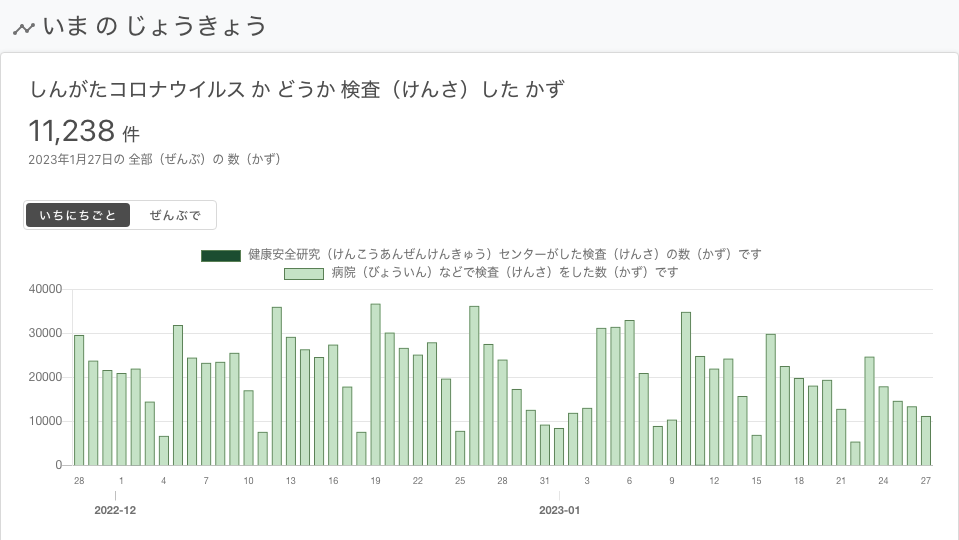 いま の じょうきょう
しんがたコロナウイルス か どうか 検査（けんさ）した かず
11,238 件
2023年1月27日の 全部（ぜんぶ）の 数（かず）
いちにちごと ぜんぶで
健康安全研究（けんこうあんぜんけんきゅう）センターがした検査（けんさ）の数（かず）です
病院（びょういん）などで検査（けんさ）をした数（かず）です
40000
30000
20000
10000
0
28 1 4 7 10 13 16 19 22 25 28 31 3 6 9 12 15 18 21 24 27
2022-12 2023-01